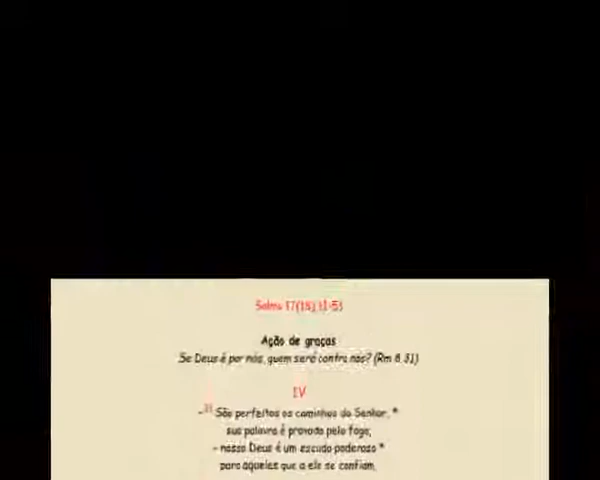 Salmo 17(18),31-51
Ação de graças
Se Deus é por nós, quem será contra nós? (Rm 8,31)
IV
-³¹ São perfeitos os caminhos do Senhor, *
sua palavra é provada pelo fogo;
- nosso Deus é um escudo poderoso *
para aqueles que a ele se confiam.